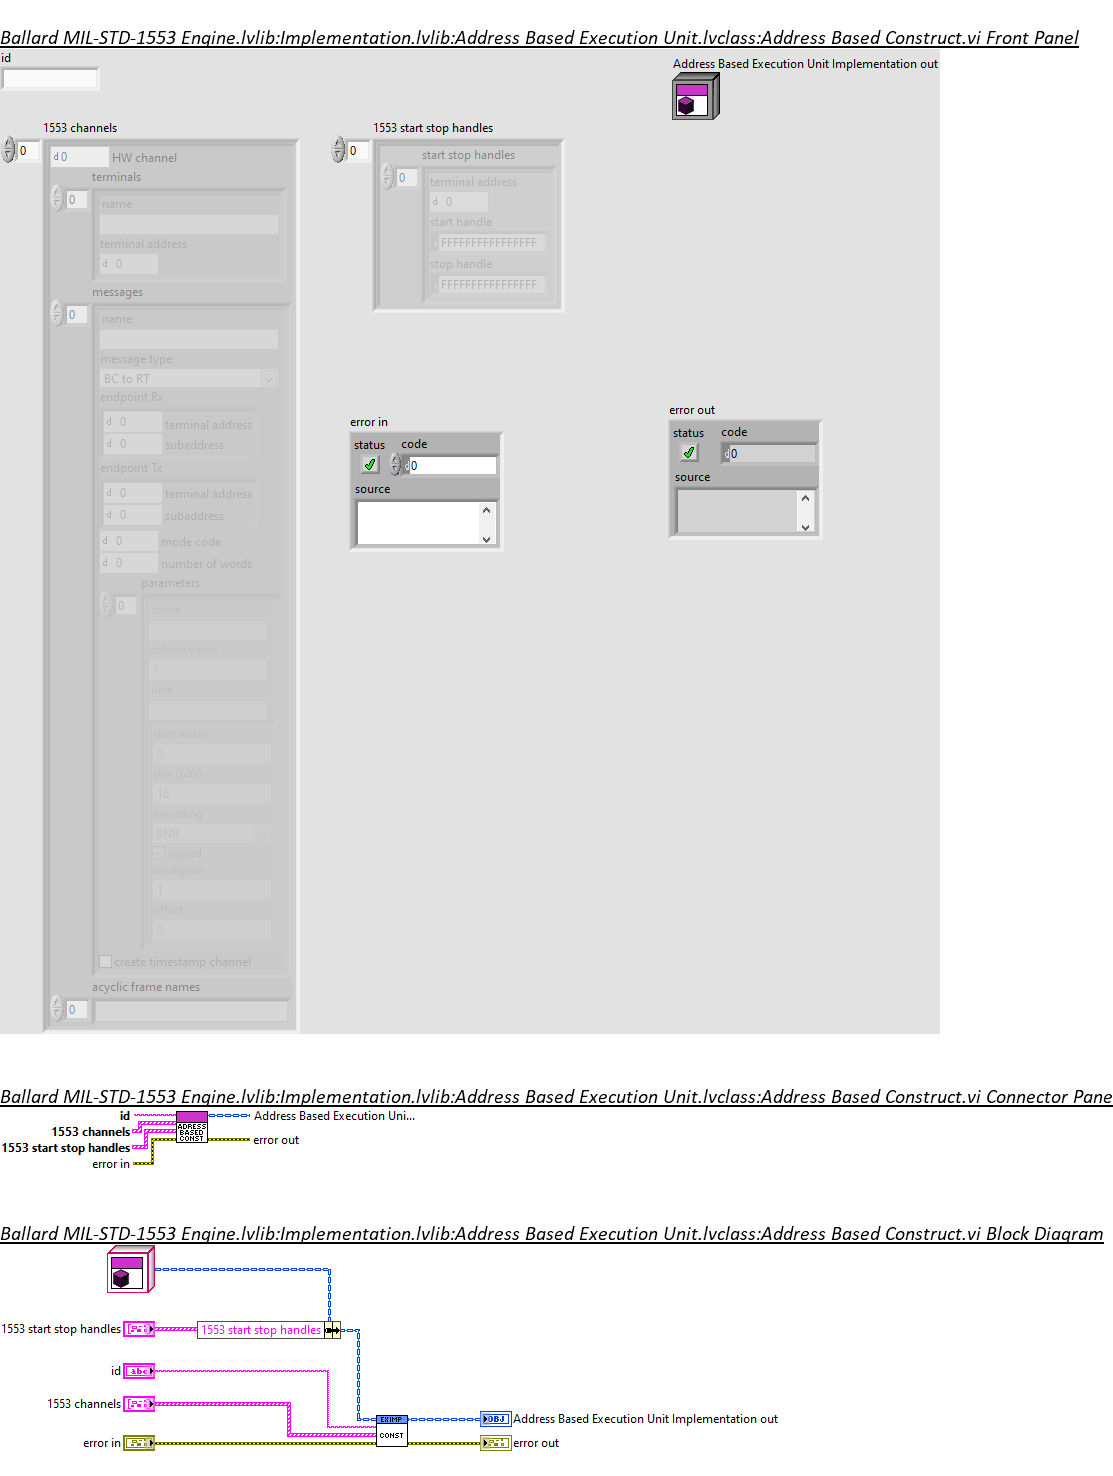 Ballard MIL-STD-1553 Engine.lvlib:Implementation.lvlib:Address Based Execution Unit.lvclass:Address Based Construct.vi Front Panel
id
Address Based Execution Unit Implementation out
1553 channels
0
d 0 HW channel
terminals
0
name
terminal address
d 0
messages
0
name
message type
BC to RT
endpoint Rx
d 0 terminal address
d 0 subaddress
endpoint Tx
d 0 terminal address
d 0 subaddress
d 0 mode code
d 0 number of words
parameters
0
name
default value
1
unit
start index
0
size (bits)
16
encoding
BNR
signed
multiplier
1
offset
0
create timestamp channel
acyclic frame names
0
1553 start stop handles
0
start stop handles
0
terminal address
d 0
start handle
x FFFFFFFFFFFFFFFF
stop handle
x FFFFFFFFFFFFFFFF
error in
status code
d 0
source
error out
status code
d 0
source
Ballard MIL-STD-1553 Engine.lvlib:Implementation.lvlib:Address Based Execution Unit.lvclass:Address Based Construct.vi Connector Pane
id
1553 channels
1553 start stop handles
error in
ADRESS
BASED
CONST
Address Based Execution Uni...
error out
Ballard MIL-STD-1553 Engine.lvlib:Implementation.lvlib:Address Based Execution Unit.lvclass:Address Based Construct.vi Block Diagram
1553 start stop handles
1553 start stop handles
id
abc
1553 channels
error in
EXIMP
CONST
OBJ
Address Based Execution Unit Implementation out
error out